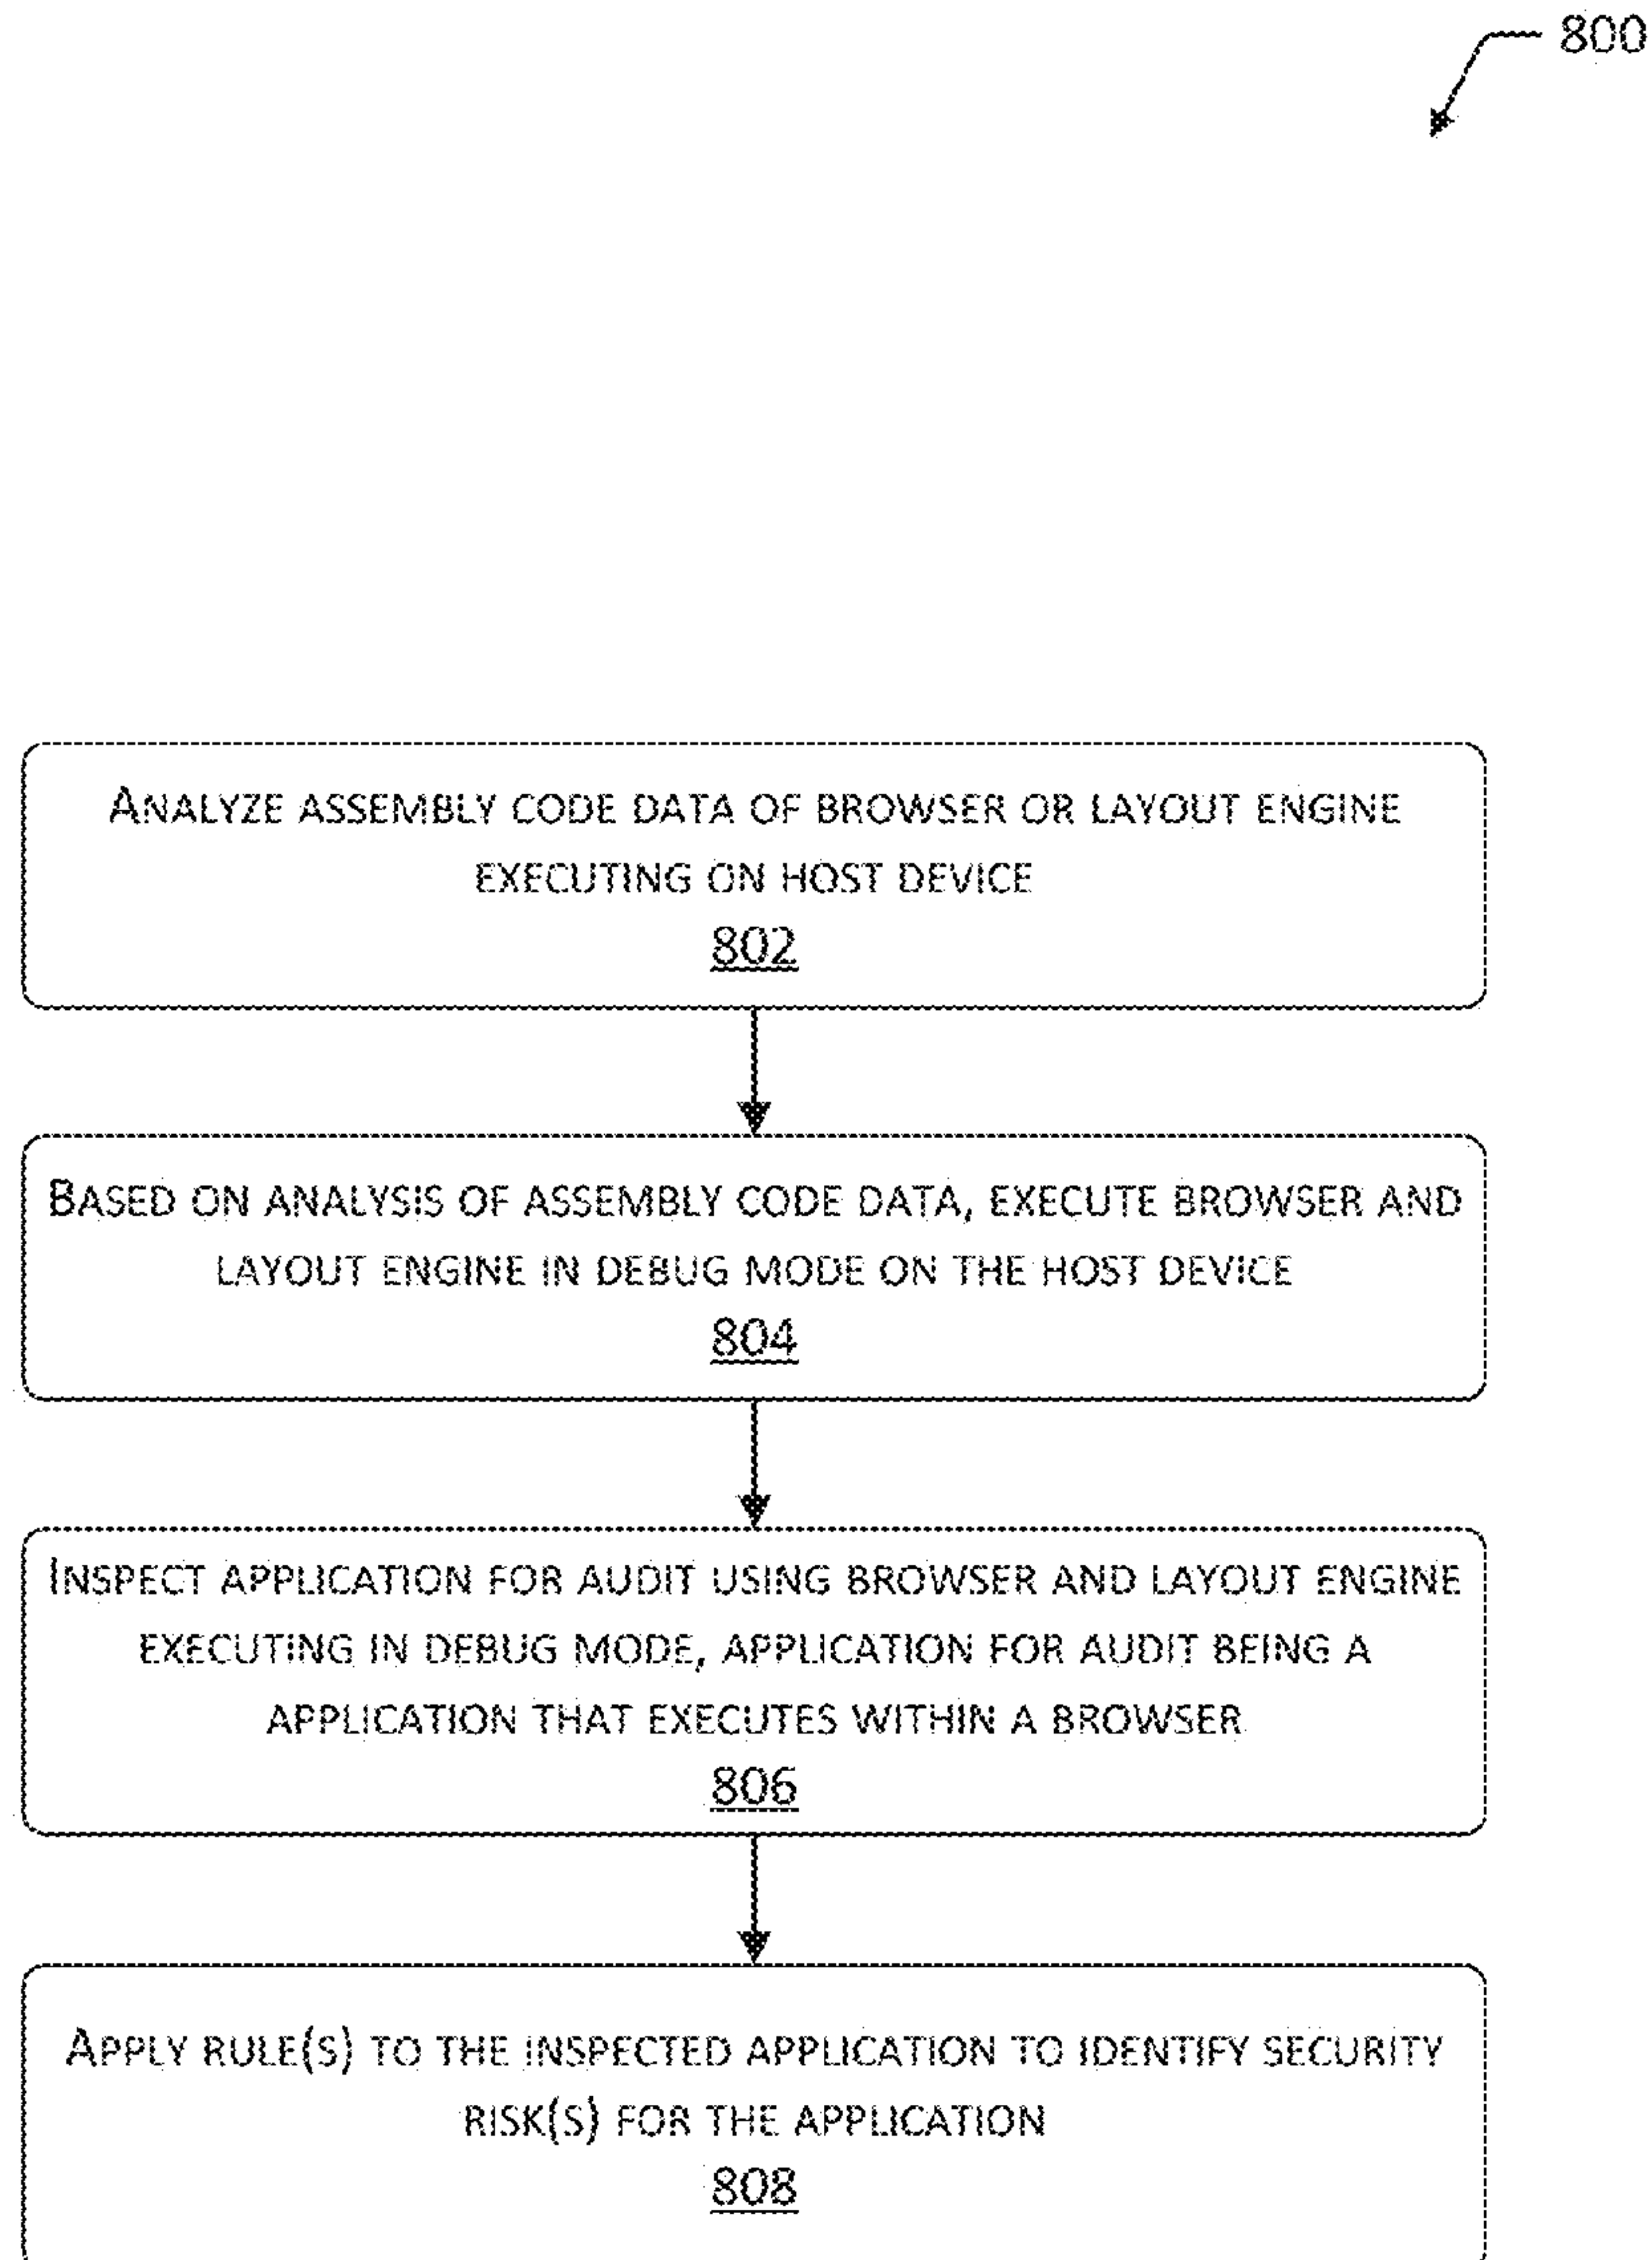 800
ANALYZE ASSEMBLY CODE DATA OF BROWSER OR LAYOUT ENGINE
EXECUTING ON HOST DEVICE
802
BASED ON ANALYSIS OF ASSEMBLY CODE DATA, EXECUTE BROWSER AND
LAYOUT ENGINE IN DEBUG MODE ON THE HOST DEVICE
804
INSPECT APPLICATION FOR AUDIT USING BROWSER AND LAYOUT ENGINE
EXECUTING IN DEBUG MODE, APPLICATION FOR AUDIT BEING A
APPLICATION THAT EXECUTES WITHIN A BROWSER
806
APPLY RULE(S) TO THE INSPECTED APPLICATION TO IDENTIFY SECURITY
RISK(S) FOR THE APPLICATION
808